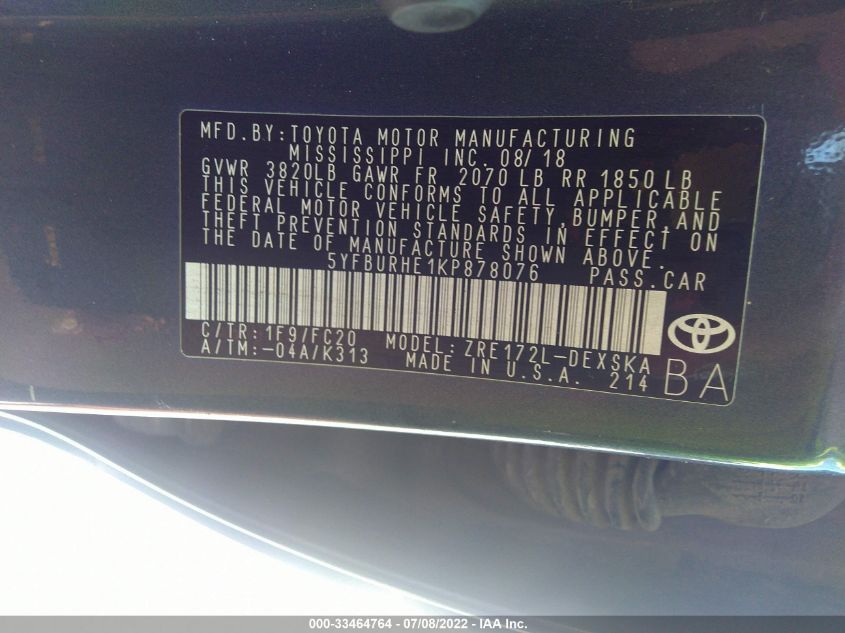 MFD. BY: TOYOTA MOTOR MANUFACTURING
MISSISSIPPI INC. 08/18
GVWR 3820LB GAWR FR 2070 LB RR 1850 LB
THIS VEHICLE CONFORMS TO ALL APPLICABLE
FEDERAL MOTOR VEHICLE SAFETY, BUMPER, AND
THEFT PREVENTION STANDARDS IN EFFECT ON
THE DATE OF MANUFACTURE SHOWN ABOVE.
5YFBURHE1KP878076 PASS. CAR
C/TR: 1F9/FC20 MODEL: ZRE172L-DEXSKA
A/TM: -04A/K313 MADE IN U.S.A. 214
BA
000-33464764 - 07/08/2022 - IAA Inc.